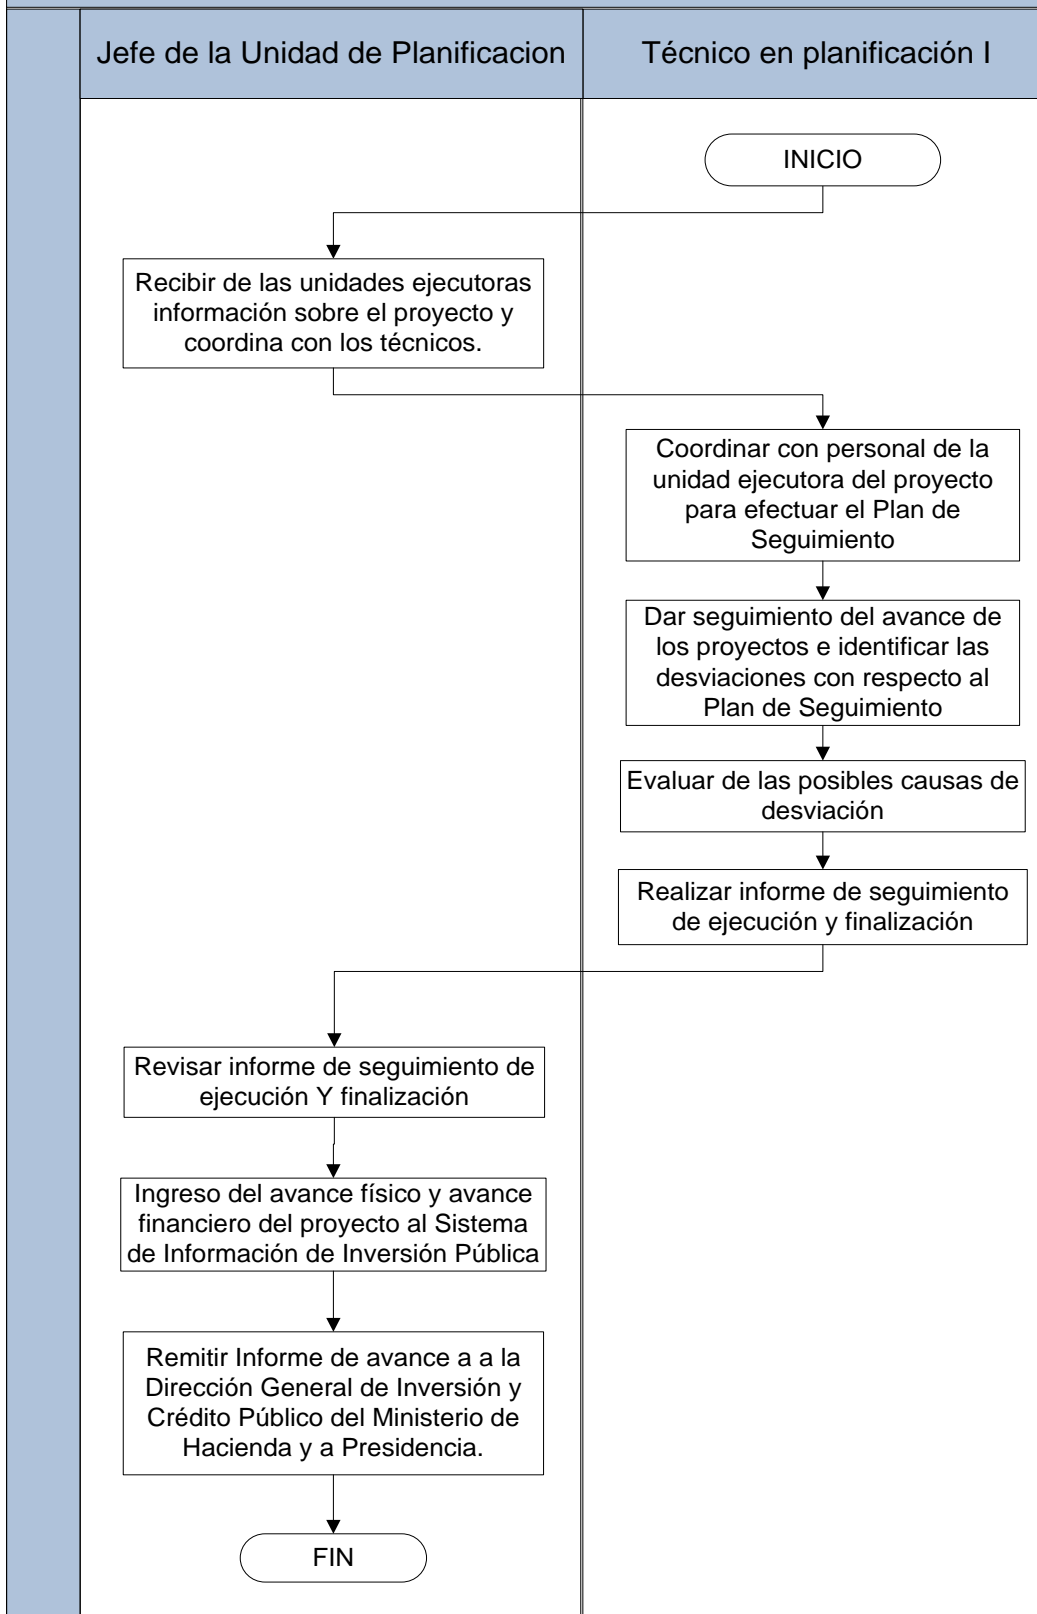 Jefe de la Unidad de Planificacion
Técnico en planificación I
INICIO
Recibir de las unidades ejecutoras
información sobre el proyecto y
coordina con los técnicos.
Coordinar con personal de la
unidad ejecutora del proyecto
para efectuar el Plan de
Seguimiento
Dar seguimiento del avance de
los proyectos e identificar las
desviaciones con respecto al
Plan de Seguimiento
Evaluar de las posibles causas de
desviación
Realizar informe de seguimiento
de ejecución y finalización
Revisar informe de seguimiento de
ejecución Y finalización
Ingreso del avance físico y avance
financiero del proyecto al Sistema
de Información de Inversión Pública
Remitir Informe de avance a a la
Dirección General de Inversión y
Crédito Público del Ministerio de
Hacienda y a Presidencia.
FIN